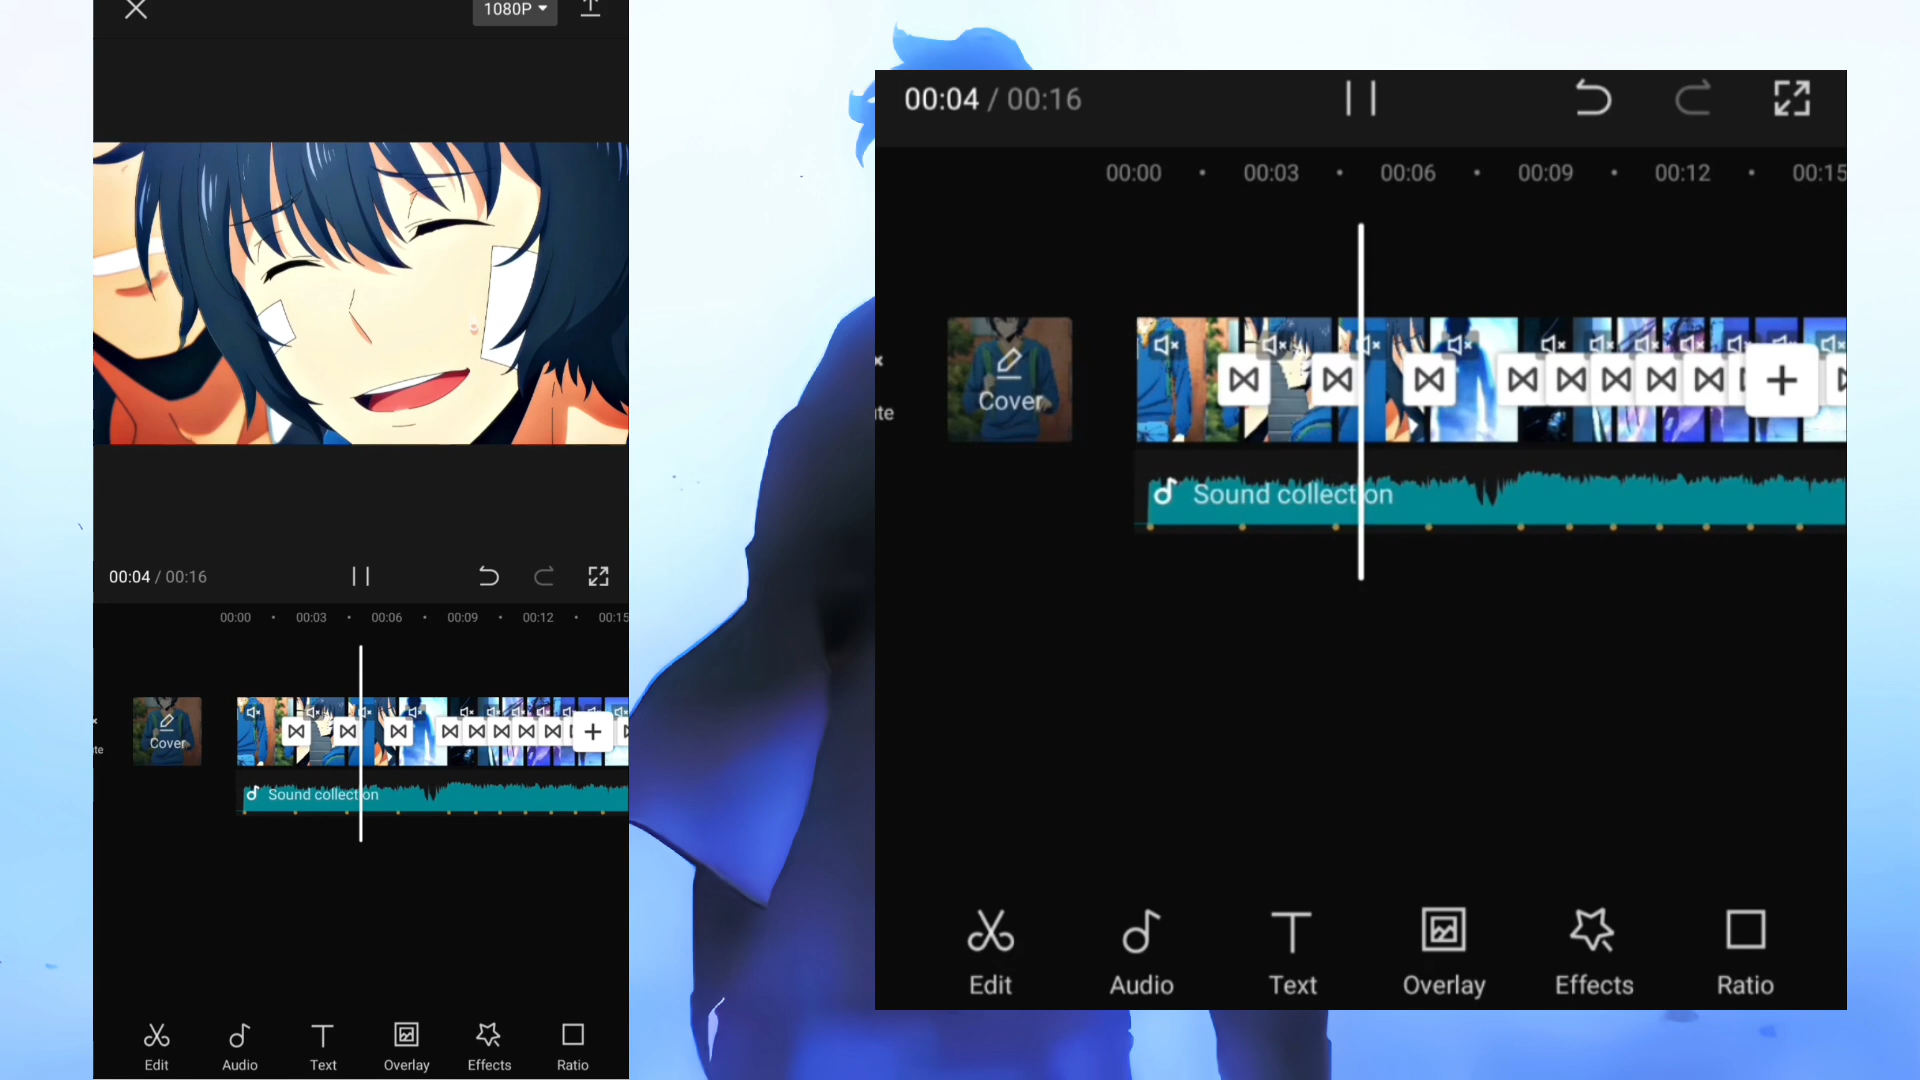 1080P
00:04 / 00:16
00:00 00:03 00:06 00:09 00:12 00:15
te
Cover
Sound collection
Edit Audio Text Overlay Effects Ratio
00:04 / 00:16
00:00 00:03 00:06 00:09 00:12 00:15
te
Cover
Sound collection
Edit Audio Text Overlay Effects Ratio